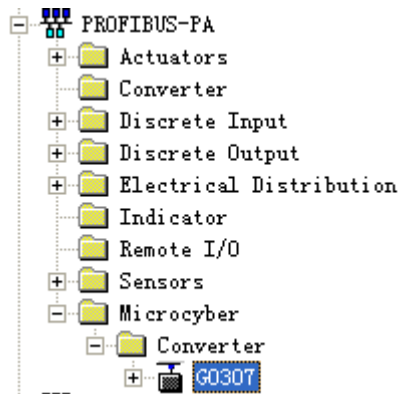 PROFIBUS-PA
Actuators
Converter
Discrete Input
Discrete Output
Electrical Distribution
Indicator
Remote I/O
Sensors
Microcyber
Converter
G0307